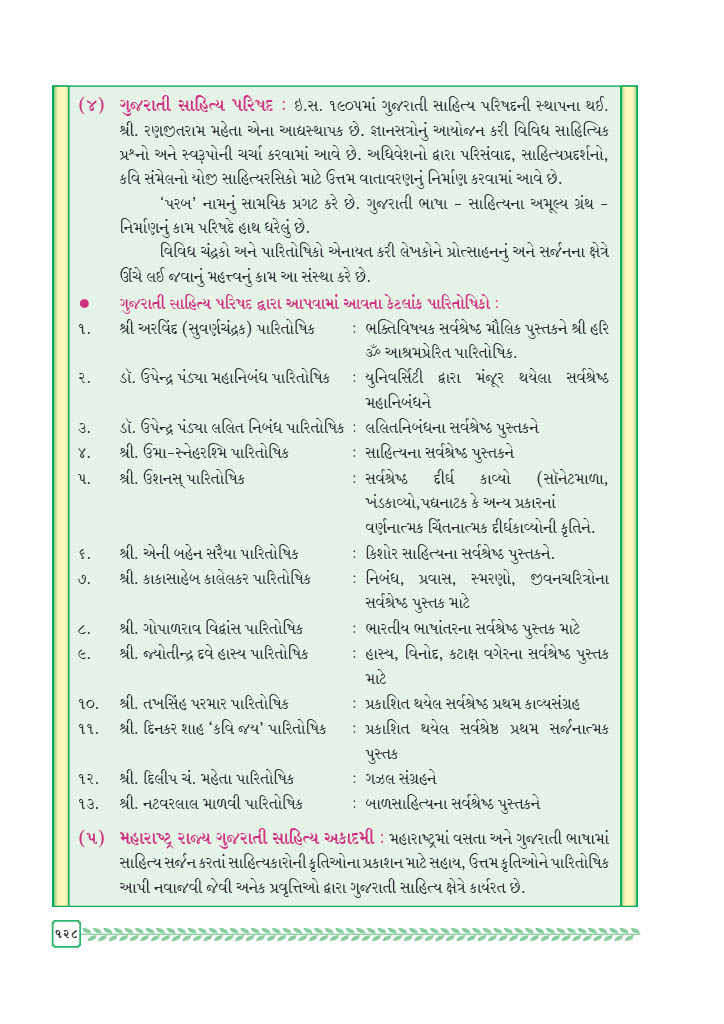 (૪) ગુજરાતી સાહિત્ય પરિષદ : ઇ.સ. ૧૯૦૫માં ગુજરાતી સાહિત્ય પરિષદની સ્થાપના થઈ.
શ્રી. રણજીતરામ મહેતા એના આદ્યસ્થાપક છે. જ્ઞાનસત્રોનું આયોજન કરી વિવિધ સાહિત્યિક
પ્રશ્નો અને સ્વરૂપોની ચર્ચા કરવામાં આવે છે. અધિવેશનો દ્વારા પરિસંવાદ, સાહિત્યપ્રદર્શનો,
કવિ સંમેલનો યોજી સાહિત્યરસિકો માટે ઉત્તમ વાતાવરણનું નિર્માણ કરવામાં આવે છે.
‘પરબ’ નામનું સામયિક પ્રગટ કરે છે. ગુજરાતી ભાષા – સાહિત્યના અમૂલ્ય ગ્રંથ –
નિર્માણનું કામ પરિષદે હાથ ધરેલું છે.
વિવિધ ચંદ્રકો અને પારિતોષિકો એનાયત કરી લેખકોને પ્રોત્સાહનનું અને સર્જનના ક્ષેત્રે
ઊંચે લઈ જવાનું મહત્ત્વનું કામ આ સંસ્થા કરે છે.
● ગુજરાતી સાહિત્ય પરિષદ દ્વારા આપવામાં આવતા કેટલાંક પારિતોષિકો :
૧. શ્રી અરવિંદ (સુવર્ણચંદ્રક) પારિતોષિક : ભક્તિવિષયક સર્વશ્રેષ્ઠ મૌલિક પુસ્તકને શ્રી હરિ
ૐ આશ્રમપ્રેરિત પારિતોષિક.
૨. ડૉ. ઉપેન્દ્ર પંડ્યા મહાનિબંધ પારિતોષિક : યુનિવર્સિટી દ્વારા મંજૂર થયેલા સર્વશ્રેષ્ઠ
મહાનિબંધને
૩. ડૉ. ઉપેન્દ્ર પંડ્યા લલિત નિબંધ પારિતોષિક : લલિતનિબંધના સર્વશ્રેષ્ઠ પુસ્તકને
૪. શ્રી. ઉમા-સ્નેહરશ્મિ પારિતોષિક : સાહિત્યના સર્વશ્રેષ્ઠ પુસ્તકને
૫. શ્રી. ઉશનસ્ પારિતોષિક : સર્વશ્રેષ્ઠ દીર્ઘ કાવ્યો (સૉનેટમાળા,
ખંડકાવ્યો,પદ્યનાટક કે અન્ય પ્રકારનાં
વર્ણનાત્મક ચિંતનાત્મક દીર્ઘકાવ્યોની કૃતિને.
૬. શ્રી. એની બહેન સરૈયા પારિતોષિક : કિશોર સાહિત્યના સર્વશ્રેષ્ઠ પુસ્તકને.
૭. શ્રી. કાકાસાહેબ કાલેલકર પારિતોષિક : નિબંધ, પ્રવાસ, સ્મરણો, જીવનચરિત્રોના
સર્વશ્રેષ્ઠ પુસ્તક માટે
૮. શ્રી. ગોપાળરાવ વિદ્વાંસ પારિતોષિક : ભારતીય ભાષાંતરના સર્વશ્રેષ્ઠ પુસ્તક માટે
૯. શ્રી. જ્યોતીન્દ્ર દવે હાસ્ય પારિતોષિક : હાસ્ય, વિનોદ, કટાક્ષ વગેરના સર્વશ્રેષ્ઠ પુસ્તક
માટે
૧૦. શ્રી. તખસિંહ પરમાર પારિતોષિક : પ્રકાશિત થયેલ સર્વશ્રેષ્ઠ પ્રથમ કાવ્યસંગ્રહ
૧૧. શ્રી. દિનકર શાહ ‘કવિ જય’ પારિતોષિક : પ્રકાશિત થયેલ સર્વશ્રેષ્ઠ પ્રથમ સર્જનાત્મક
પુસ્તક
૧૨. શ્રી. દિલીપ ચં. મહેતા પારિતોષિક : ગઝલ સંગ્રહને
૧૩. શ્રી. નટવરલાલ માળવી પારિતોષિક : બાળસાહિત્યના સર્વશ્રેષ્ઠ પુસ્તકને
(૫) મહારાષ્ટ્ર રાજ્ય ગુજરાતી સાહિત્ય અકાદમી : મહારાષ્ટ્રમાં વસતા અને ગુજરાતી ભાષામાં
સાહિત્ય સર્જન કરતાં સાહિત્યકારોની કૃતિઓના પ્રકાશન માટે સહાય, ઉત્તમ કૃતિઓને પારિતોષિક
આપી નવાજવી જેવી અનેક પ્રવૃત્તિઓ દ્વારા ગુજરાતી સાહિત્ય ક્ષેત્રે કાર્યરત છે.
૧૨૮